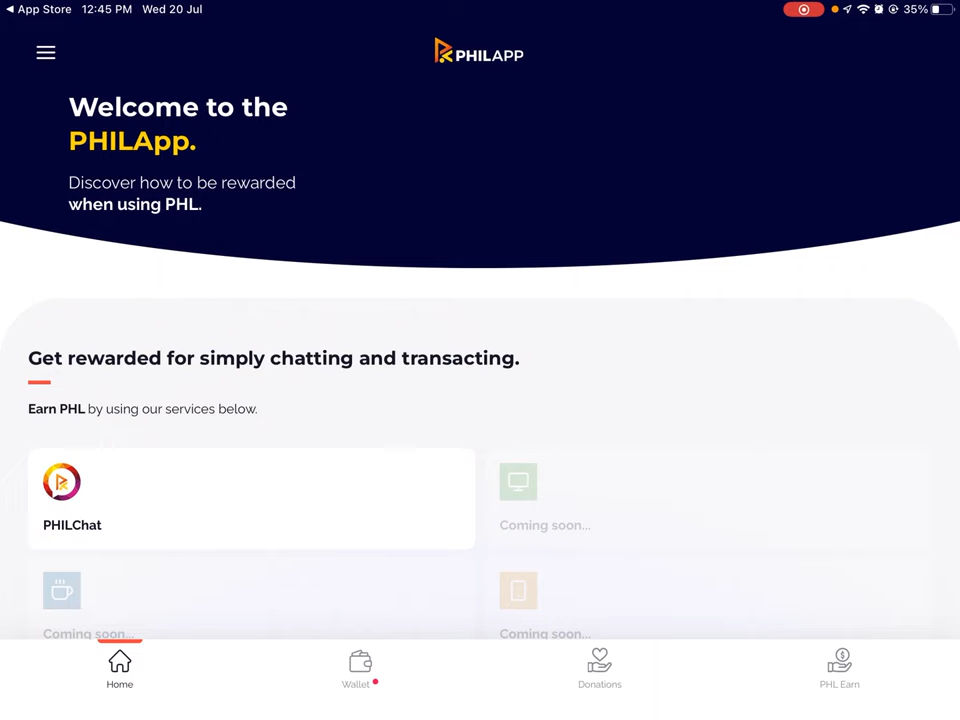 App Store 12:45 PM Wed 20 Jul 35%
PHILAPP
Welcome to the
PHILApp.
Discover how to be rewarded
when using PHL.
Get rewarded for simply chatting and transacting.
Earn PHL by using our services below.
PHILChat
Coming soon...
Coming soon...
Coming soon...
Home
Wallet
Donations
PHL Earn